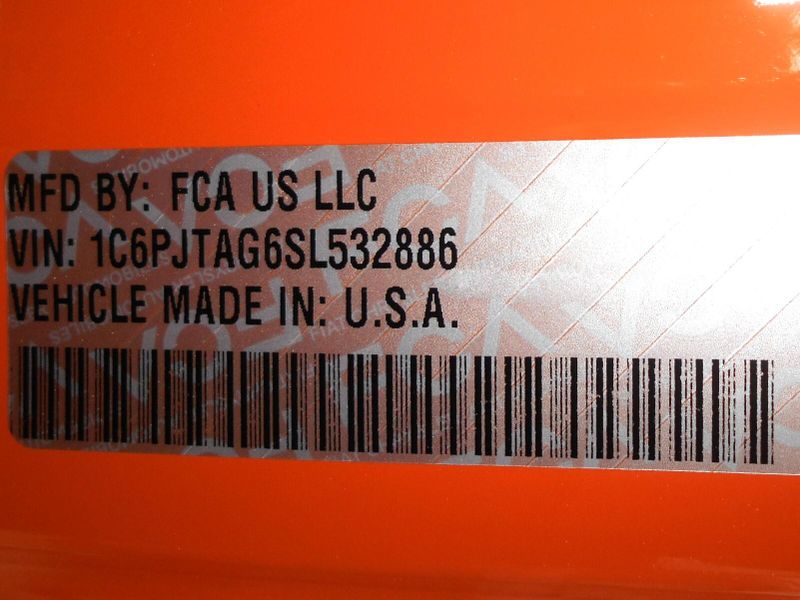 MFD BY: FCA US LLC
VIN: 1C6PJTAG6SL532886
VEHICLE MADE IN: U.S.A.